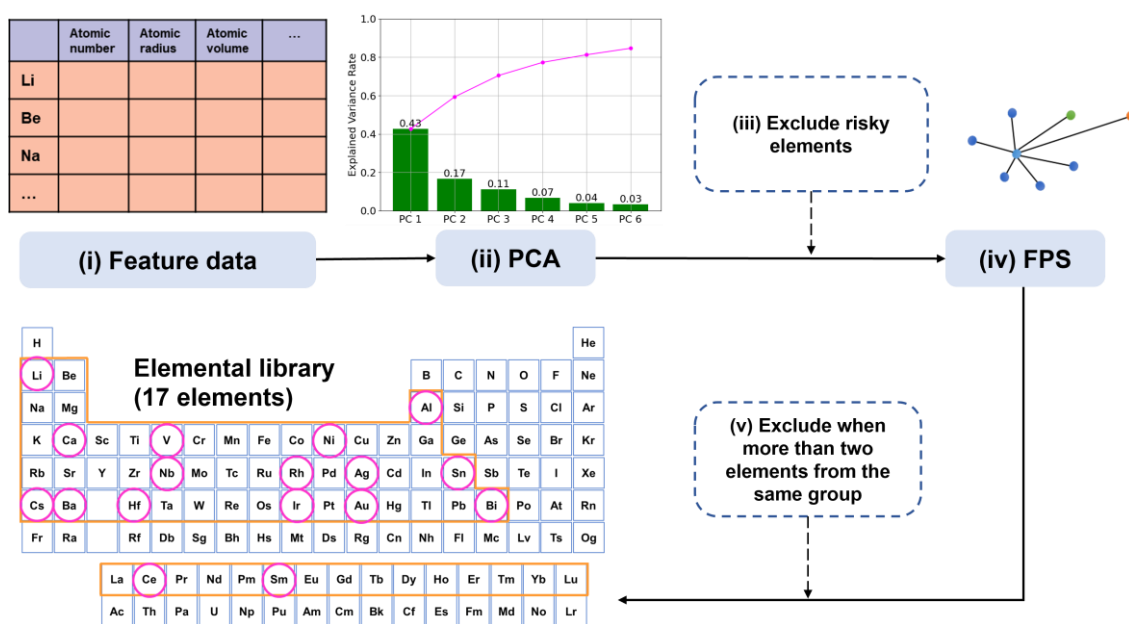 Atomic number
Atomic radius
Atomic volume
...
Li
Be
Na
...
Explained Variance Rate
1.0
0.8
0.6
0.4
0.2
0.0
0.43
0.17
0.11
0.07
0.04
0.03
PC 1 PC 2 PC 3 PC 4 PC 5 PC 6
(iii) Exclude risky
elements
(i) Feature data
(ii) PCA
(iv) FPS
Elemental library
(17 elements)
H He
Li Be B C N O F Ne
Na Mg Al Si P S Cl Ar
K Ca Sc Ti V Cr Mn Fe Co Ni Cu Zn Ga Ge As Se Br Kr
Rb Sr Y Zr Nb Mo Tc Ru Rh Pd Ag Cd In Sn Sb Te I Xe
Cs Ba Hf Ta W Re Os Ir Pt Au Hg Tl Pb Bi Po At Rn
Fr Ra Rf Db Sg Bh Hs Mt Ds Rg Cn Nh Fl Mc Lv Ts Og
La Ce Pr Nd Pm Sm Eu Gd Tb Dy Ho Er Tm Yb Lu
Ac Th Pa U Np Pu Am Cm Bk Cf Es Fm Md No Lr
(v) Exclude when
more than two
elements from the
same group